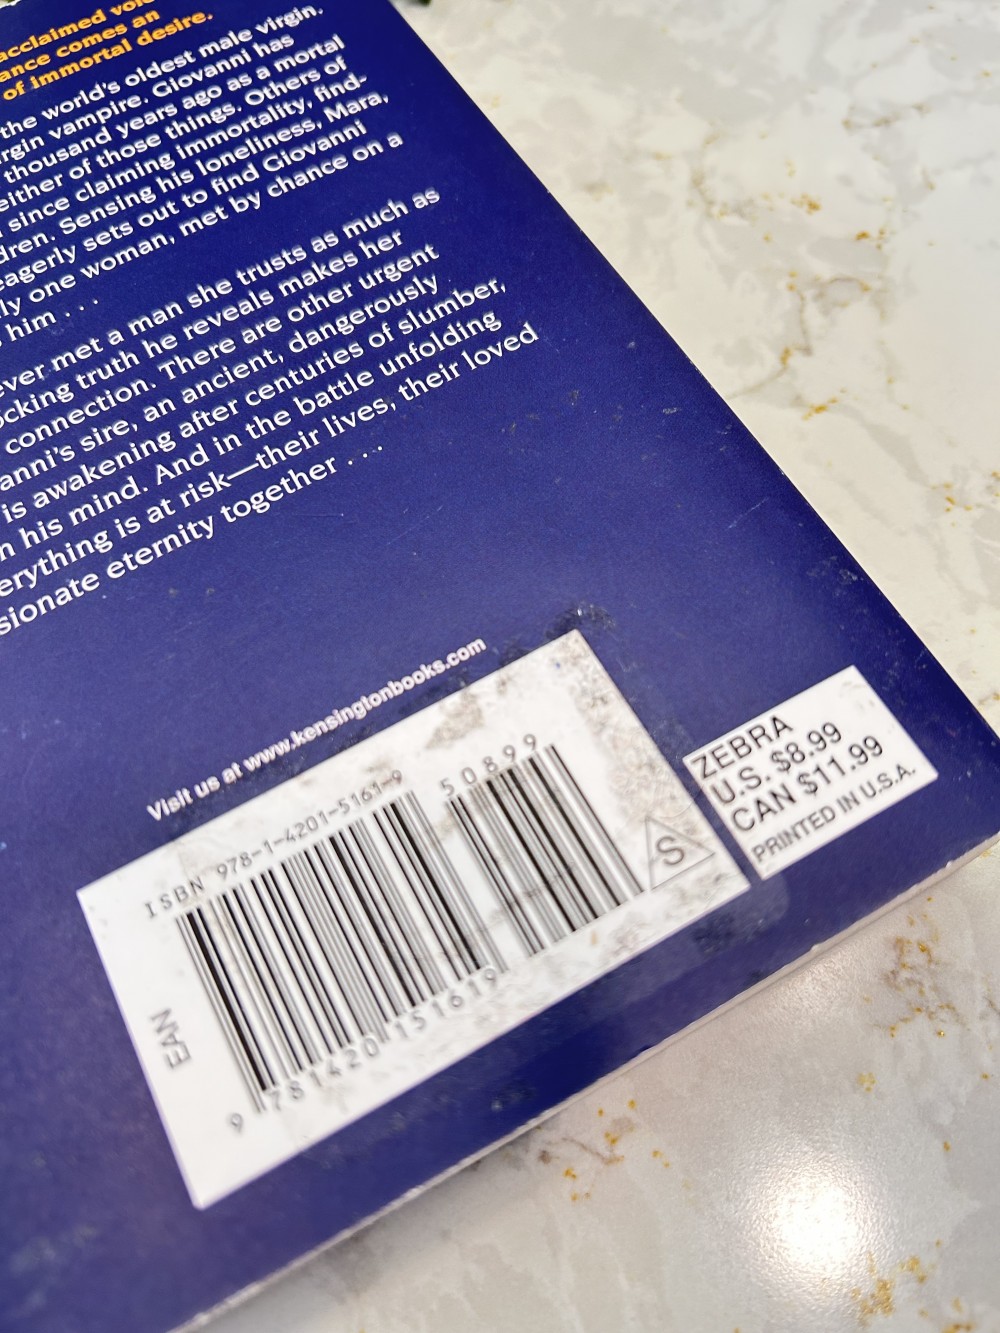 acclaimed
ance comes an
of immortal desire.
the world's oldest male virgin.
rgin vampire. Giovanni has
thousand years ago as a mortal
either of those things. Others of
since claiming immortality, find-
dren. Sensing his loneliness, Mara,
eagerly sets out to find Giovanni
ly one woman, met by chance on a
him . . .
ever met a man she trusts as much as
ocking truth he reveals makes her
connection. There are other urgent
anni's sire, an ancient, dangerously
is awakening after centuries of slumber,
n his mind. And in the battle unfolding
erything is at risk—their lives, their loved
sionate eternity together . . . .
Visit us at www.kensingtonbooks.com
ISBN 978-1-4201-5161-9
50899
EAN
9 781420 151619
S
ZEBRA
U.S. $8.99
CAN $11.99
PRINTED IN U.S.A.